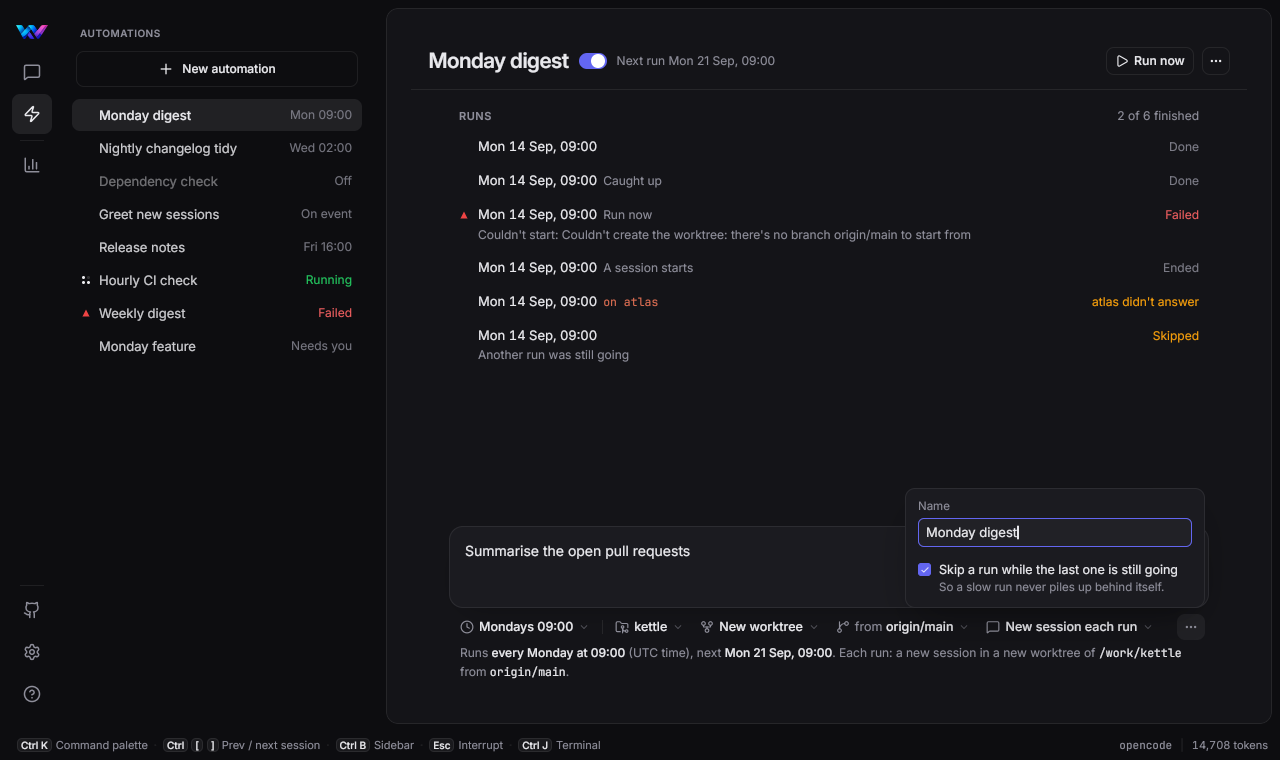 AUTOMATIONS
New automation
Monday digest Mon 09:00
Nightly changelog tidy Wed 02:00
Dependency check Off
Greet new sessions On event
Release notes Fri 16:00
Hourly CI check Running
Weekly digest Failed
Monday feature Needs you
Monday digest Next run Mon 21 Sep, 09:00 Run now
RUNS 2 of 6 finished
Mon 14 Sep, 09:00 Done
Mon 14 Sep, 09:00 Caught up Done
Mon 14 Sep, 09:00 Run now Failed
Couldn't start: Couldn't create the worktree: there's no branch origin/main to start from
Mon 14 Sep, 09:00 A session starts Ended
Mon 14 Sep, 09:00 on atlas atlas didn't answer
Mon 14 Sep, 09:00 Skipped
Another run was still going
Name
Monday digest
Skip a run while the last one is still going
So a slow run never piles up behind itself.
Summarise the open pull requests
Mondays 09:00 kettle New worktree from origin/main New session each run
Runs every Monday at 09:00 (UTC time), next Mon 21 Sep, 09:00. Each run: a new session in a new worktree of /work/kettle
from origin/main.
Ctrl K Command palette · Ctrl [ ] Prev / next session · Ctrl B Sidebar · Esc Interrupt · Ctrl J Terminal
opencode 14,708 tokens